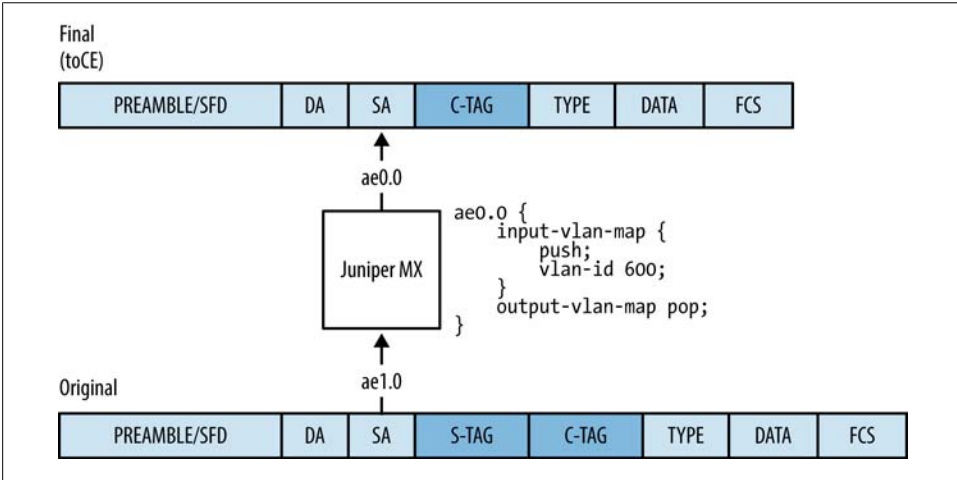 Final
(toCE)
PREAMBLE/SFD DA SA C-TAG TYPE DATA FCS
ae0.0
Juniper MX
ae0.0 {
    input-vlan-map {
        push;
        vlan-id 600;
    }
    output-vlan-map pop;
}
ae1.0
Original
PREAMBLE/SFD DA SA S-TAG C-TAG TYPE DATA FCS